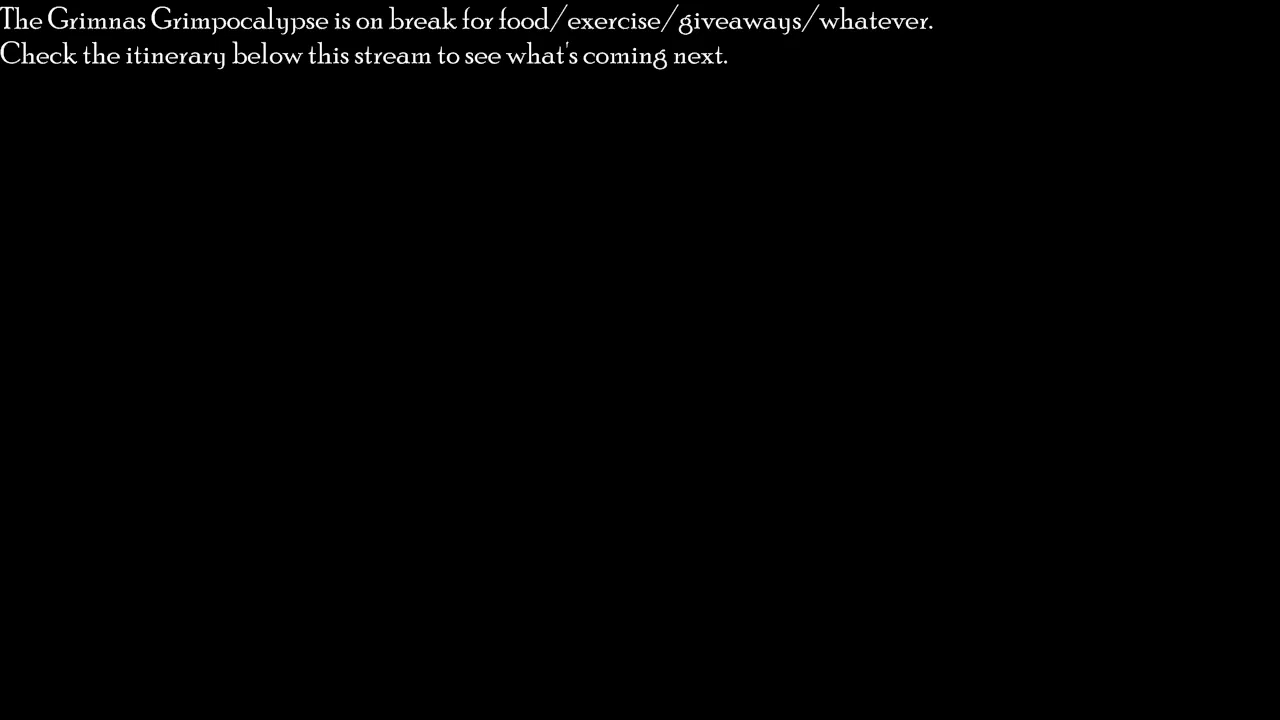 The Grimnas Grimpocalypse is on break for food/exercise/giveaways/whatever.
Check the itinerary below this stream to see what's coming next.